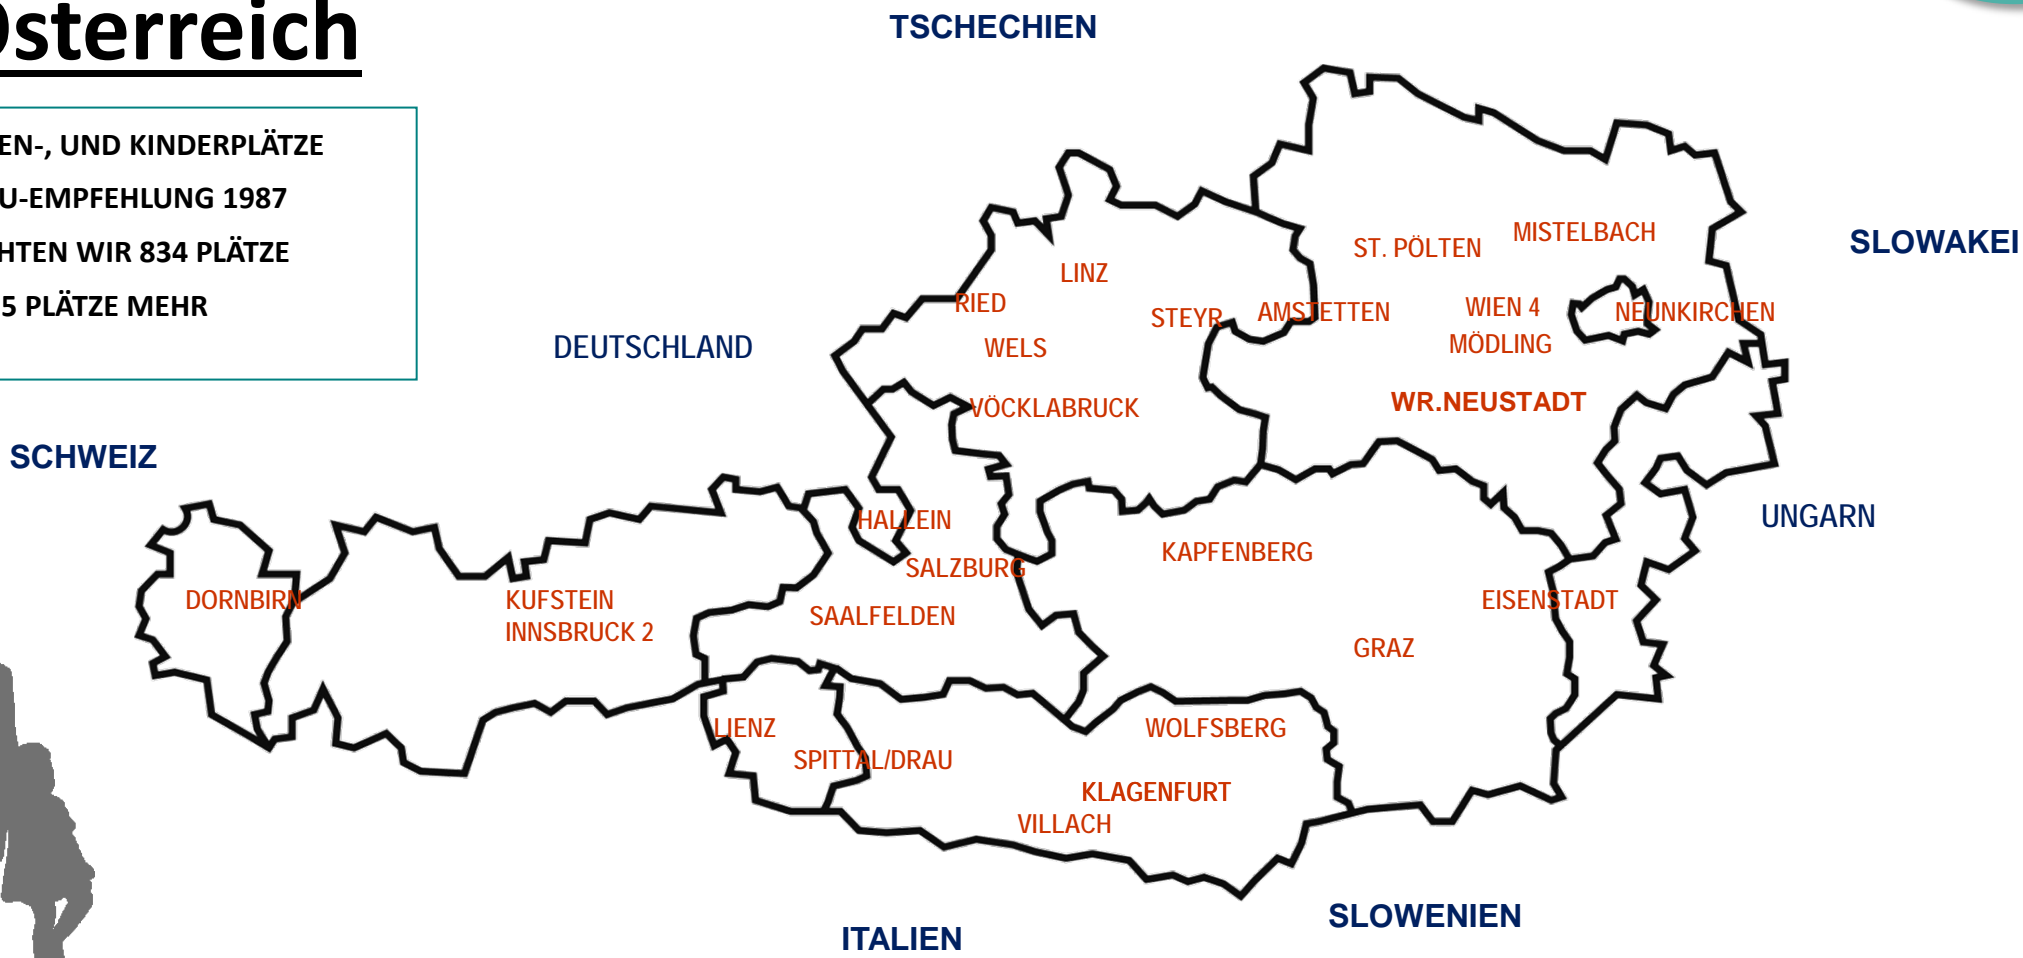 Österreich
TSCHECHIEN
EN-, UND KINDERPLÄTZE
U-EMPFEHLUNG 1987
HTEN WIR 834 PLÄTZE
5 PLÄTZE MEHR
MISTELBACH
ST. PÖLTEN
SLOWAKEI
LINZ
RIED
STEYR
AMSTETTEN
WIEN 4
NEUNKIRCHEN
DEUTSCHLAND
WELS
MÖDLING
VÖCKLABRUCK
WR.NEUSTADT
SCHWEIZ
HALLEIN
UNGARN
KAPFENBERG
SALZBURG
DORNBIRN
KUFSTEIN
INNSBRUCK 2
SAALFELDEN
EISENSTADT
GRAZ
LIENZ
WOLFSBERG
SPITTAL/DRAU
KLAGENFURT
VILLACH
SLOWENIEN
ITALIEN